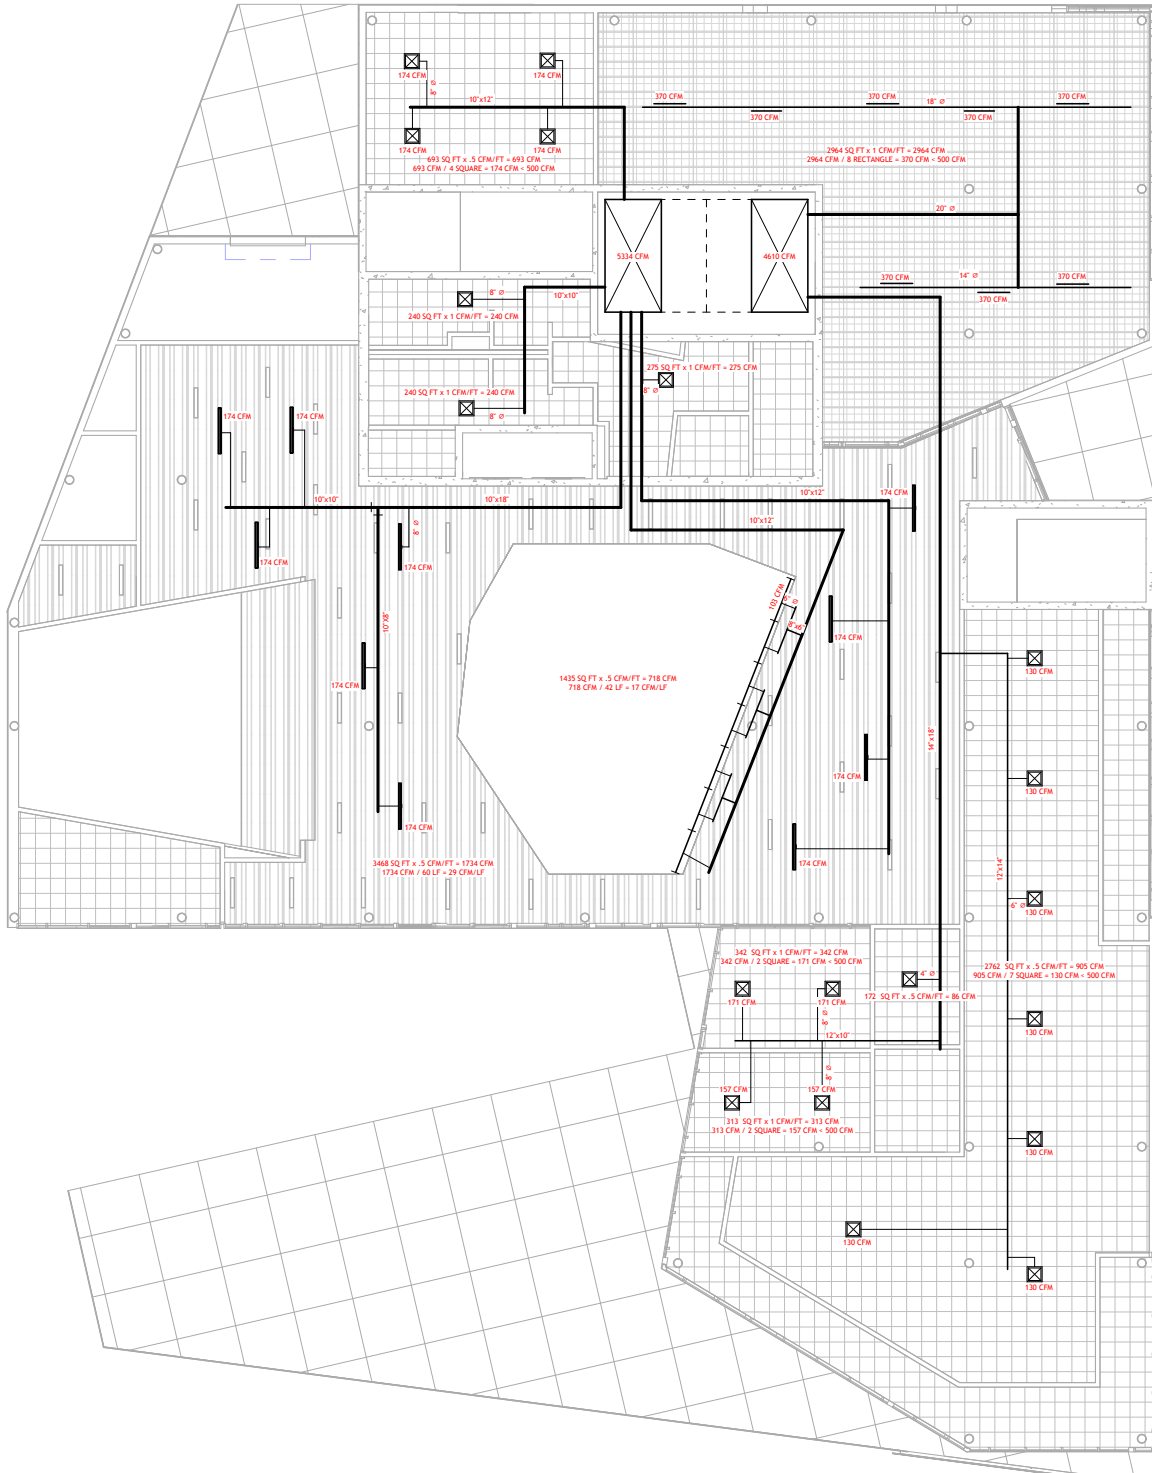 174 CFM
174 CFM
8" Ø
10"x12"
174 CFM
174 CFM
693 SQ FT x .5 CFM/FT = 693 CFM
693 CFM / 4 SQUARE = 174 CFM < 500 CFM
370 CFM
370 CFM
370 CFM
18" Ø
370 CFM
370 CFM
2964 SQ FT x 1 CFM/FT = 2964 CFM
2964 CFM / 8 RECTANGLE = 370 CFM < 500 CFM
20" Ø
5334 CFM
4610 CFM
370 CFM
14" Ø
370 CFM
370 CFM
8" Ø
10"x10"
240 SQ FT x 1 CFM/FT = 240 CFM
275 SQ FT x 1 CFM/FT = 275 CFM
8" Ø
240 SQ FT x 1 CFM/FT = 240 CFM
8" Ø
174 CFM
174 CFM
10"x10"
10"x18"
10"x12"
174 CFM
10"x12"
8" Ø
174 CFM
174 CFM
10"x8"
103 CFM
6" Ø
8"x6"
174 CFM
174 CFM
1435 SQ FT x .5 CFM/FT = 718 CFM
718 CFM / 42 LF = 17 CFM/LF
14"x18"
174 CFM
174 CFM
174 CFM
3468 SQ FT x .5 CFM/FT = 1734 CFM
1734 CFM / 60 LF = 29 CFM/LF
130 CFM
130 CFM
12"x14"
6" Ø
130 CFM
342 SQ FT x 1 CFM/FT = 342 CFM
342 CFM / 2 SQUARE = 171 CFM < 500 CFM
2762 SQ FT x .5 CFM/FT = 905 CFM
905 CFM / 7 SQUARE = 130 CFM < 500 CFM
4" Ø
172 SQ FT x .5 CFM/FT = 86 CFM
171 CFM
171 CFM
8" Ø
12"x10"
130 CFM
8" Ø
157 CFM
157 CFM
313 SQ FT x 1 CFM/FT = 313 CFM
313 CFM / 2 SQUARE = 157 CFM < 500 CFM
130 CFM
130 CFM
130 CFM